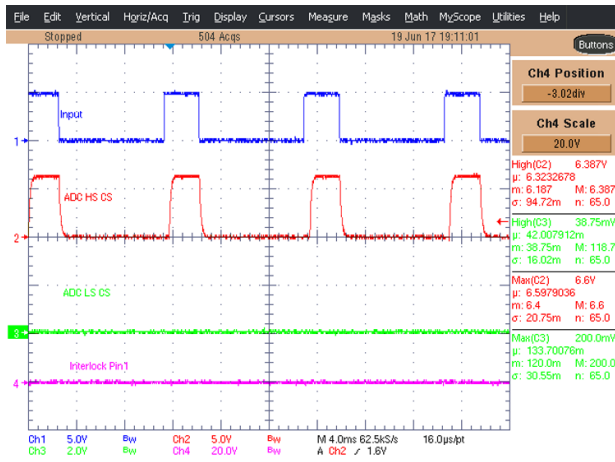 File Edit Vertical Horiz/Acq Trig Display Cursors Measure Masks Math MyScope Utilities Help
Stopped 504 Acqs 19 Jun 17 19:11:01
Buttons
Ch4 Position
-3.02div
Ch4 Scale
20.0V
Input
1
ADC HS CS
2
ADC LS CS
3
Interlock Pin1
4
High(C2) 6.387V
µ: 6.3232678
m: 6.187 M: 6.387
σ: 94.72m n: 65.0
High(C3) 38.75mV
µ: 42.007912m
m: 38.75m M: 118.7
σ: 16.02m n: 65.0
Max(C2) 6.6V
µ: 6.5979036
m: 6.4 M: 6.6
σ: 20.75m n: 65.0
Max(C3) 200.0mV
µ: 133.70076m
m: 120.0m M: 200.0
σ: 30.55m n: 65.0
Ch1 5.0V Bw Ch2 5.0V Bw M 4.0ms 62.5kS/s 16.0µs/pt
Ch3 2.0V Bw Ch4 20.0V Bw A Ch2 ∕ 1.6V